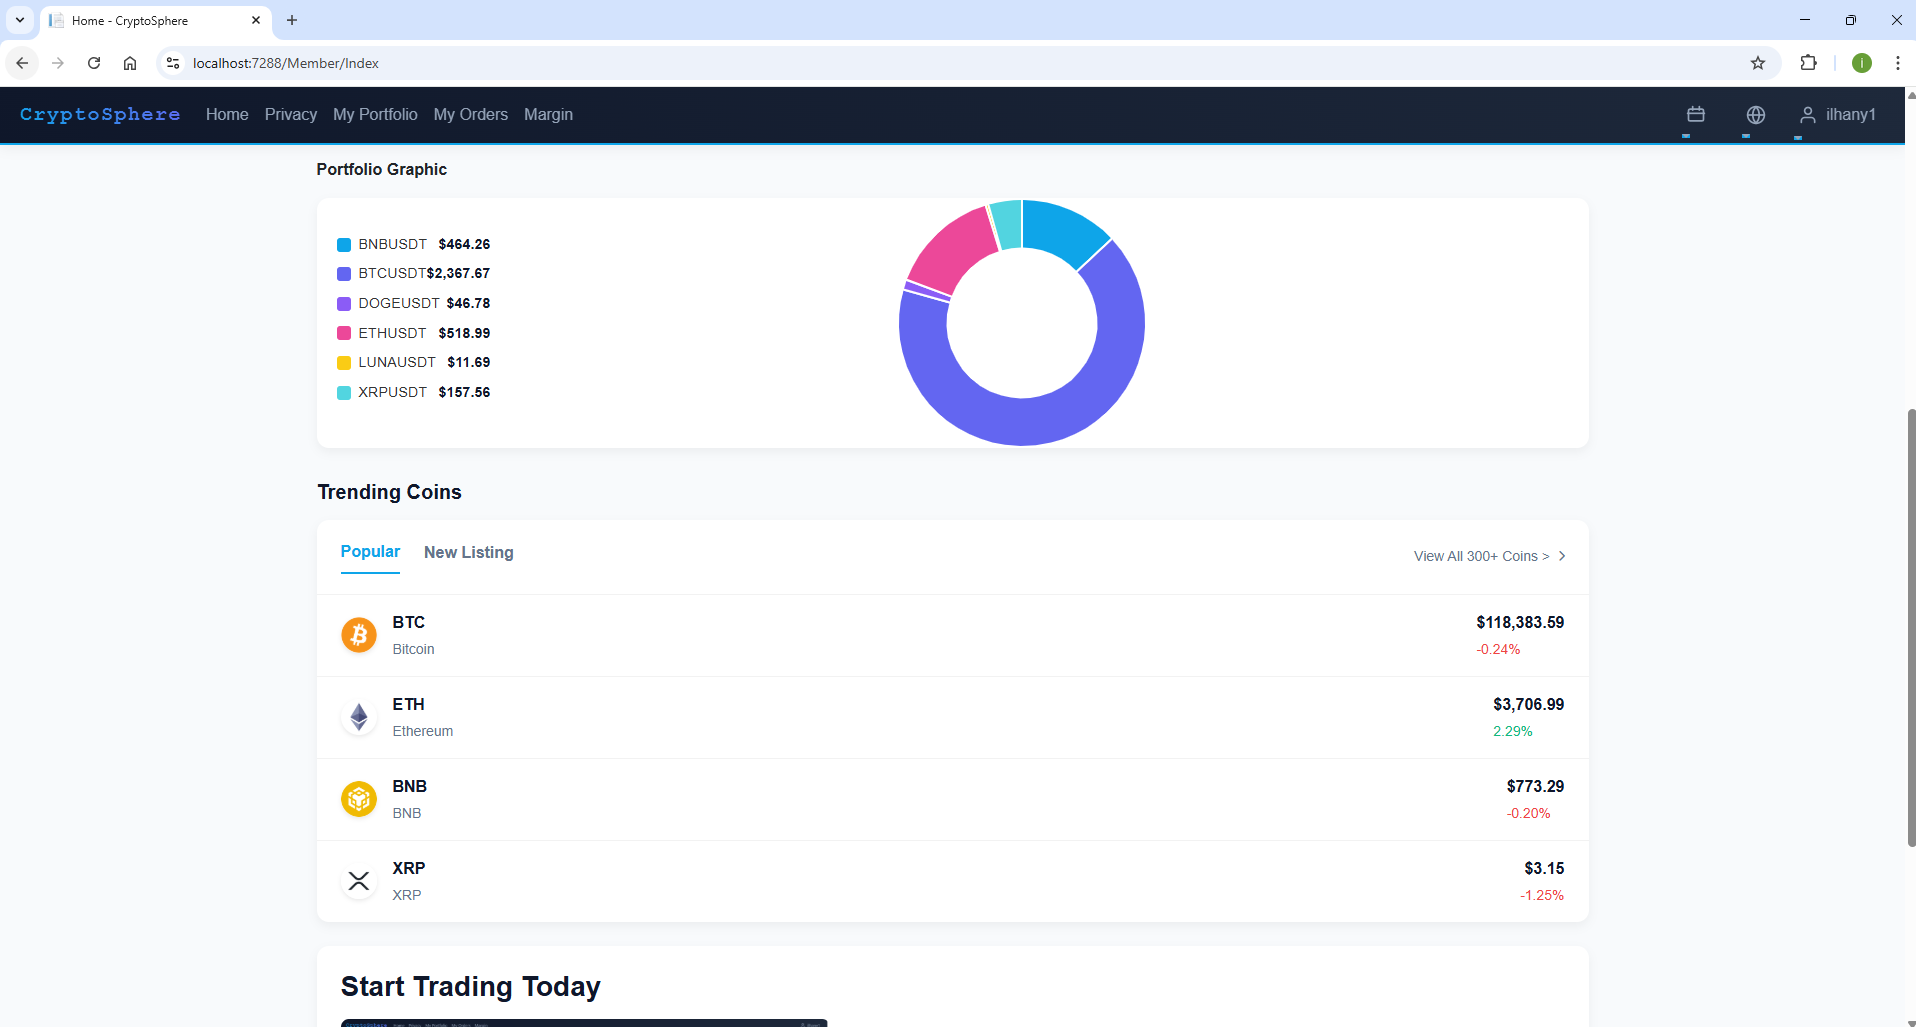 Home - CryptoSphere
localhost:7288/Member/Index
CryptoSphere Home Privacy My Portfolio My Orders Margin ilhany1
Portfolio Graphic
BNBUSDT $464.26
BTCUSDT$2,367.67
DOGEUSDT $46.78
ETHUSDT $518.99
LUNAUSDT $11.69
XRPUSDT $157.56
Trending Coins
Popular New Listing View All 300+ Coins >
BTC $118,383.59
Bitcoin -0.24%
ETH $3,706.99
Ethereum 2.29%
BNB $773.29
BNB -0.20%
XRP $3.15
XRP -1.25%
Start Trading Today